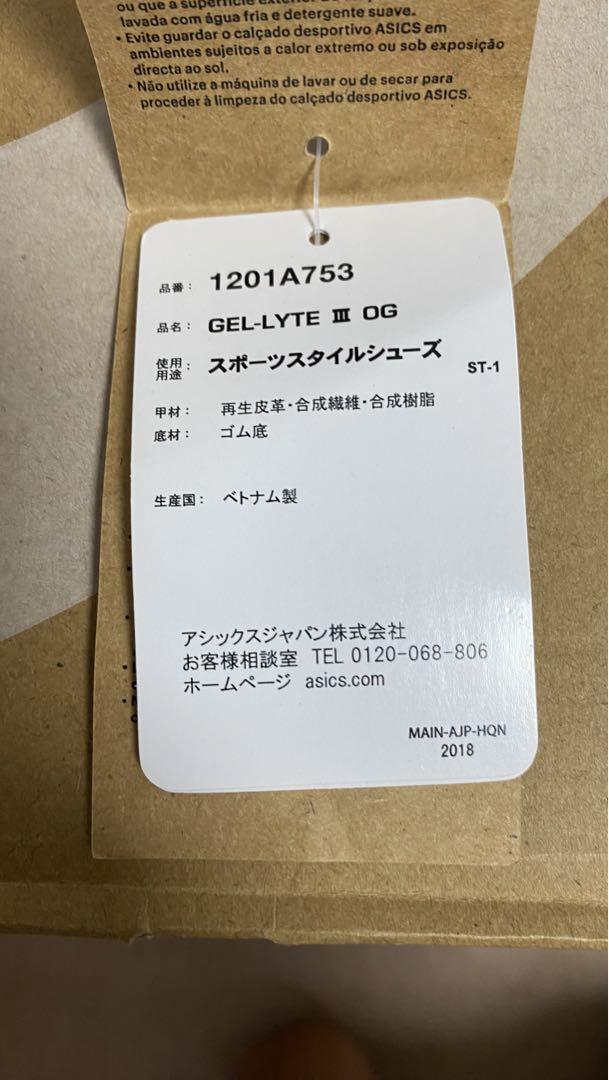 ou que a superfície
lavada com água fria e detergente suave.
• Evite guardar o calçado desportivo ASICS em
ambientes sujeitos a calor extremo ou sob exposição
directa ao sol.
• Não utilize a máquina de lavar ou de secar para
proceder à limpeza do calçado desportivo ASICS.
品番: 1201A753
品名: GEL-LYTE III OG
使用用途: スポーツスタイルシューズ
ST-1
甲材: 再生皮革・合成繊維・合成樹脂
底材: ゴム底
生産国: ベトナム製
アシックスジャパン株式会社
お客様相談室 TEL 0120-068-806
ホームページ asics.com
MAIN-AJP-HQN
2018